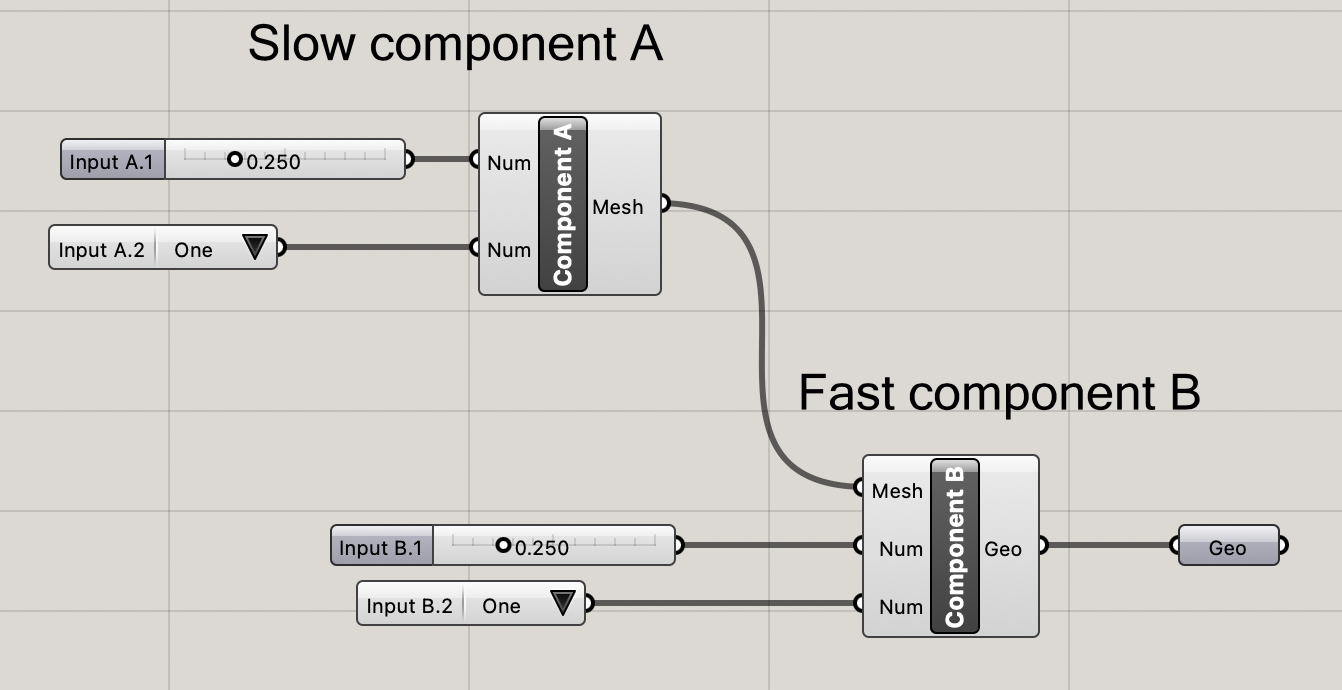 Slow component A
Input A.1 0.250
Input A.2 One
Num
Num
Component A
Mesh
Fast component B
Input B.1 0.250
Input B.2 One
Mesh
Num
Num
Component B
Geo
Geo